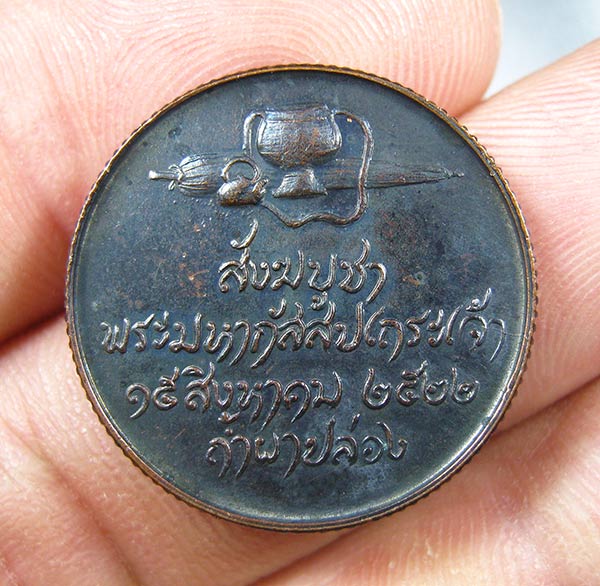 สังฆบูชา
พระมหากัสสปเถระเจ้า
๑๕ สิงหาคม ๒๕๒๒
ถ้ำผาปล่อง